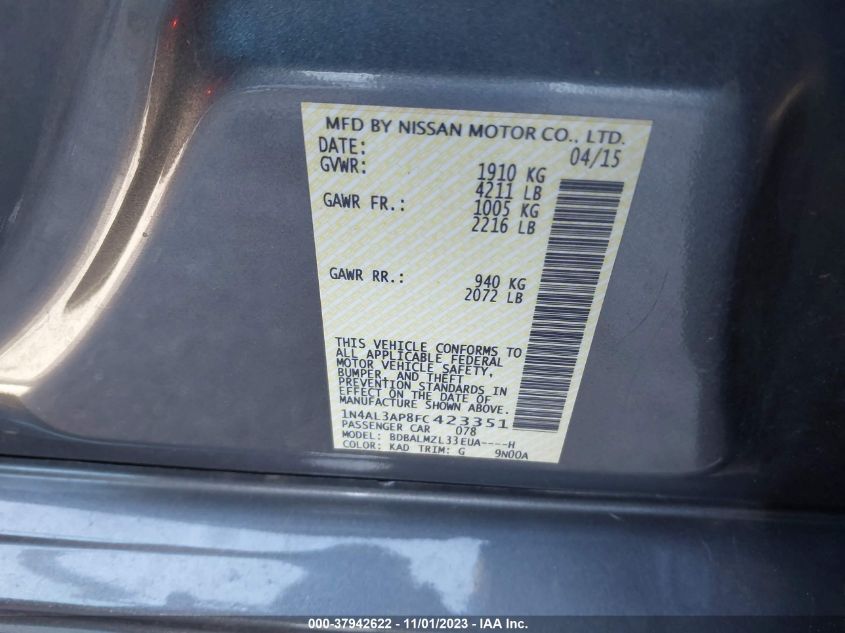 MFD BY NISSAN MOTOR CO., LTD.
DATE: 04/15
GVWR: 1910 KG
4211 LB
GAWR FR.: 1005 KG
2216 LB
GAWR RR.: 940 KG
2072 LB
THIS VEHICLE CONFORMS TO
ALL APPLICABLE FEDERAL
MOTOR VEHICLE SAFETY,
BUMPER, AND THEFT
PREVENTION STANDARDS IN
EFFECT ON THE DATE OF
MANUFACTURE SHOWN ABOVE.
1N4AL3AP8FC423351
PASSENGER CAR 078
MODEL: BDBALMZL33EUA----H
COLOR: KAD TRIM: G 9N00A
000-37942622 - 11/01/2023 - IAA Inc.